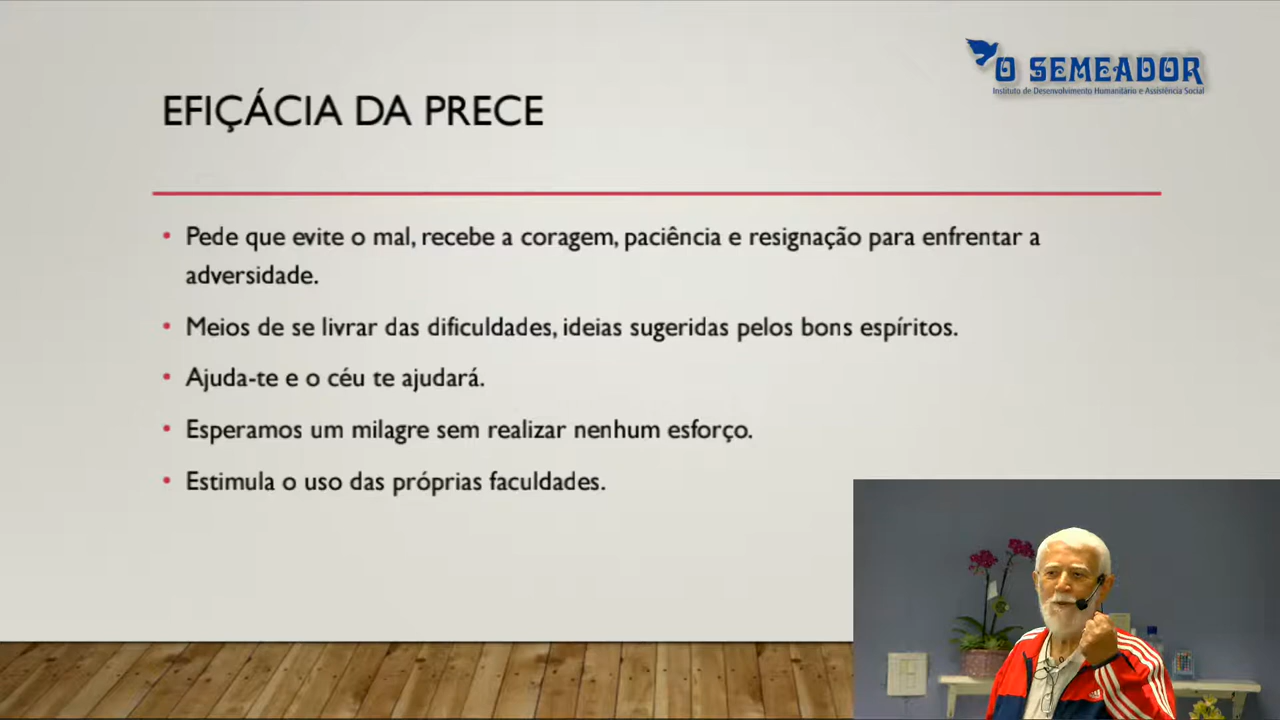 O SEMEADOR
Instituto de Desenvolvimento Humanitário e Assistência Social
EFIÇÁCIA DA PRECE
• Pede que evite o mal, recebe a coragem, paciência e resignação para enfrentar a
adversidade.
• Meios de se livrar das dificuldades, ideias sugeridas pelos bons espíritos.
• Ajuda-te e o céu te ajudará.
• Esperamos um milagre sem realizar nenhum esforço.
• Estimula o uso das próprias faculdades.